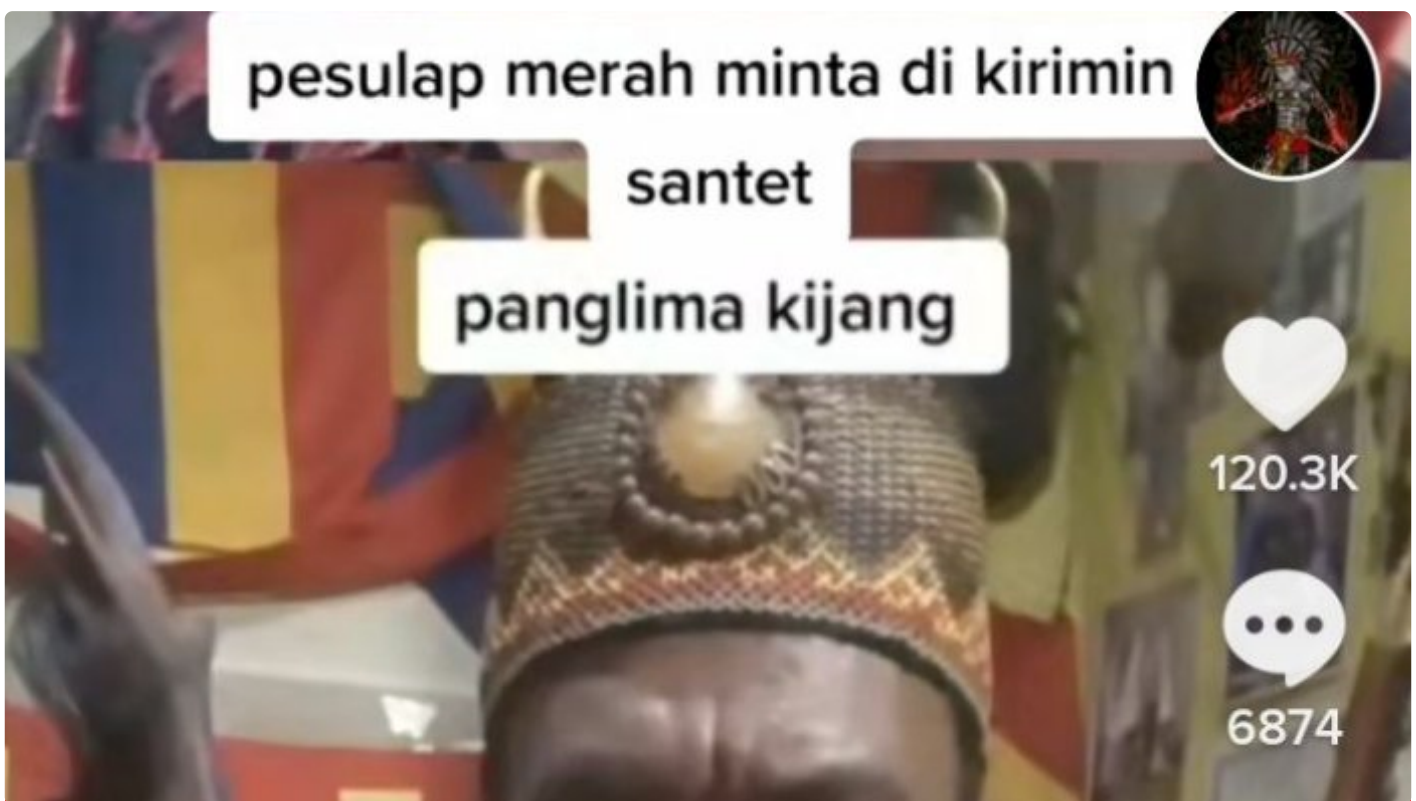 pesulap merah minta di kirimin
santet
panglima kijang
120.3K
6874